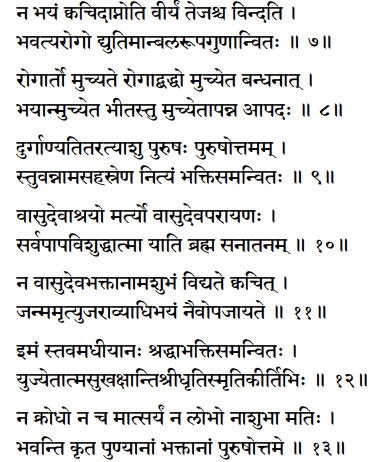 न भयं क्वचिदाप्नोति वीर्यं तेजश्च विन्दति ।
भवत्यरोगो द्युतिमान्बलरूपगुणान्वितः ॥ ७॥
रोगार्तो मुच्यते रोगाद्बद्धो मुच्येत बन्धनात् ।
भयान्मुच्येत भीतस्तु मुच्येतापन्न आपदः ॥ ८॥
दुर्गाण्यतितरत्याशु पुरुषः पुरुषोत्तमम् ।
स्तुवन्नामसहस्रेण नित्यं भक्तिसमन्वितः ॥ ९॥
वासुदेवाश्रयो मर्त्यो वासुदेवपरायणः ।
सर्वपापविशुद्धात्मा याति ब्रह्म सनातनम् ॥ १०॥
न वासुदेवभक्तानामशुभं विद्यते क्वचित् ।
जन्ममृत्युजराव्याधिभयं नैवोपजायते ॥ ११॥
इमं स्तवमधीयानः श्रद्धाभक्तिसमन्वितः ।
युज्येतात्मसुखक्षान्तिश्रीधृतिस्मृतिकीर्तिभिः ॥ १२॥
न क्रोधो न च मात्सर्यं न लोभो नाशुभा मतिः ।
भवन्ति कृत पुण्यानां भक्तानां पुरुषोत्तमे ॥ १३॥